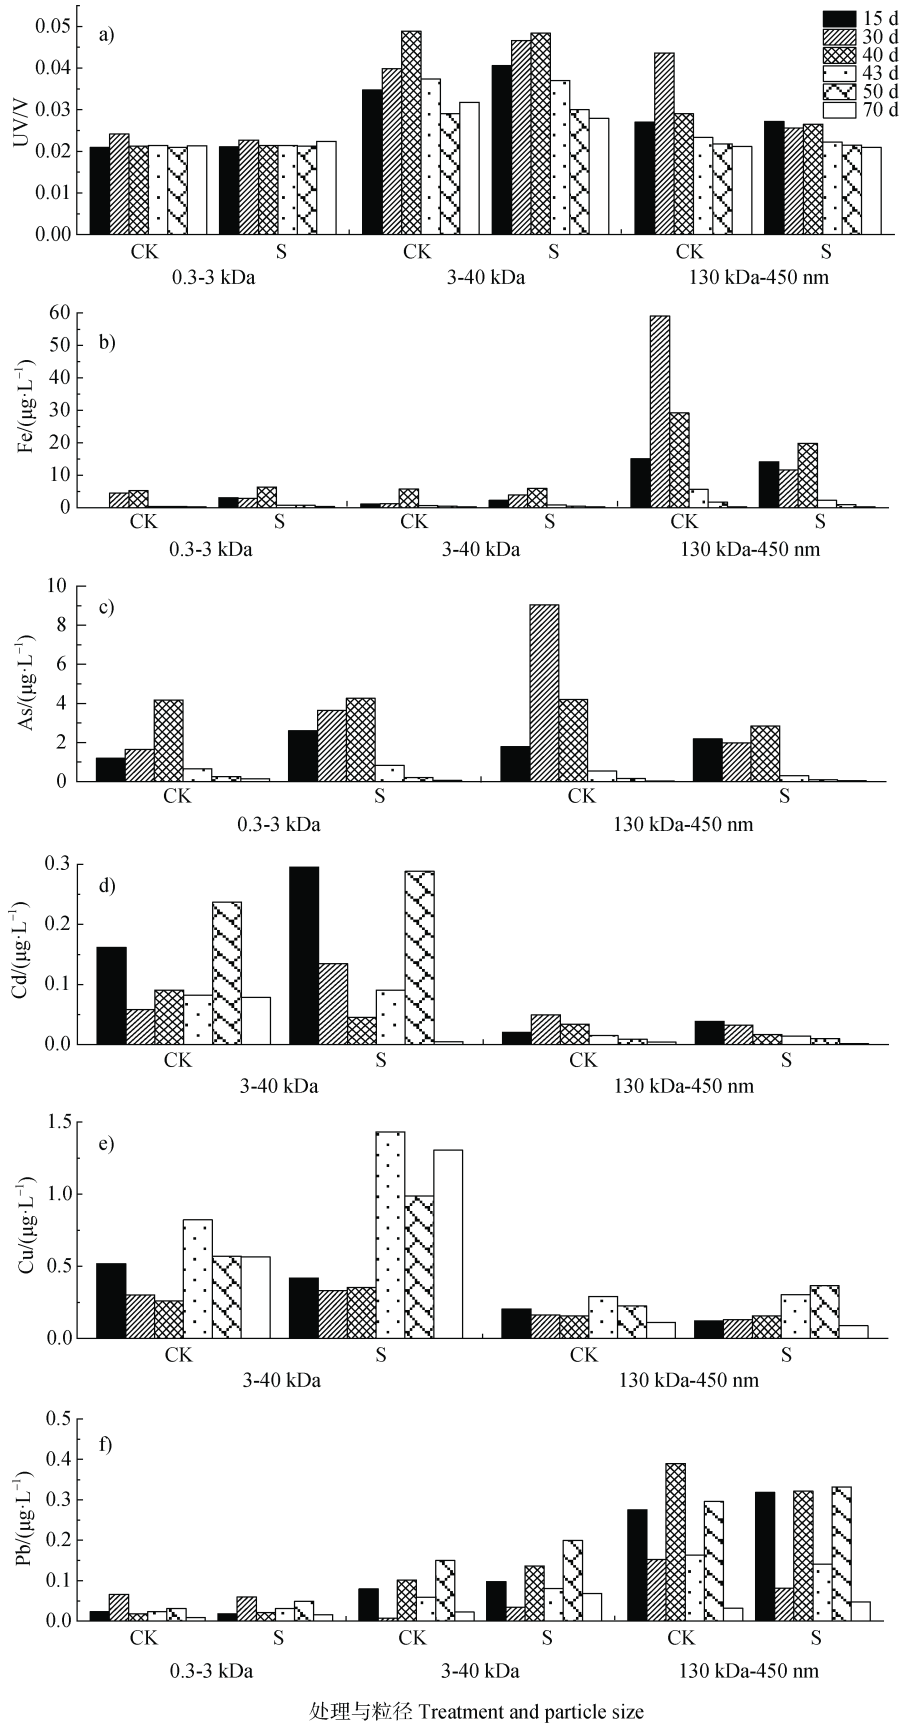 a)
UV/V
0.05
0.04
0.03
0.02
0.01
0.00
15 d
30 d
40 d
43 d
50 d
70 d
CK S CK S CK S
0.3-3 kDa 3-40 kDa 130 kDa-450 nm
b)
Fe/(μg·L⁻¹)
60
50
40
30
20
10
0
CK S CK S CK S
0.3-3 kDa 3-40 kDa 130 kDa-450 nm
c)
As/(μg·L⁻¹)
10
8
6
4
2
0
CK S CK S
0.3-3 kDa 130 kDa-450 nm
d)
Cd/(μg·L⁻¹)
0.3
0.2
0.1
0.0
CK S CK S
3-40 kDa 130 kDa-450 nm
e)
Cu/(μg·L⁻¹)
1.5
1.0
0.5
0.0
CK S CK S
3-40 kDa 130 kDa-450 nm
f)
Pb/(μg·L⁻¹)
0.5
0.4
0.3
0.2
0.1
0.0
CK S CK S CK S
0.3-3 kDa 3-40 kDa 130 kDa-450 nm
处理与粒径 Treatment and particle size